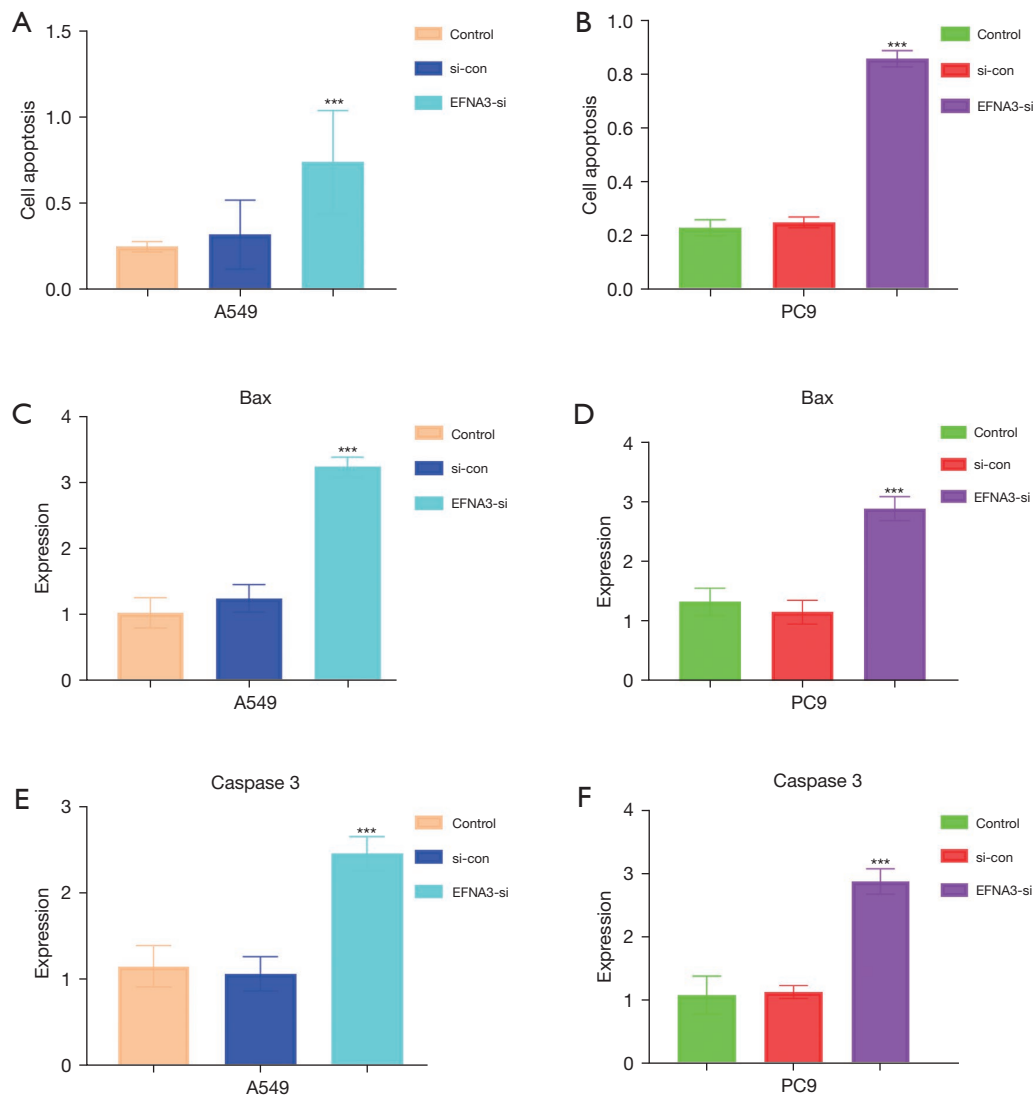 A
Cell apoptosis
1.5
1.0
0.5
0.0
***
A549
Control
si-con
EFNA3-si
B
Cell apoptosis
1.0
0.8
0.6
0.4
0.2
0.0
***
PC9
Control
si-con
EFNA3-si
C
Bax
Expression
4
3
2
1
0
***
A549
Control
si-con
EFNA3-si
D
Bax
Expression
4
3
2
1
0
***
PC9
Control
si-con
EFNA3-si
E
Caspase 3
Expression
3
2
1
0
***
A549
Control
si-con
EFNA3-si
F
Caspase 3
Expression
4
3
2
1
0
***
PC9
Control
si-con
EFNA3-si